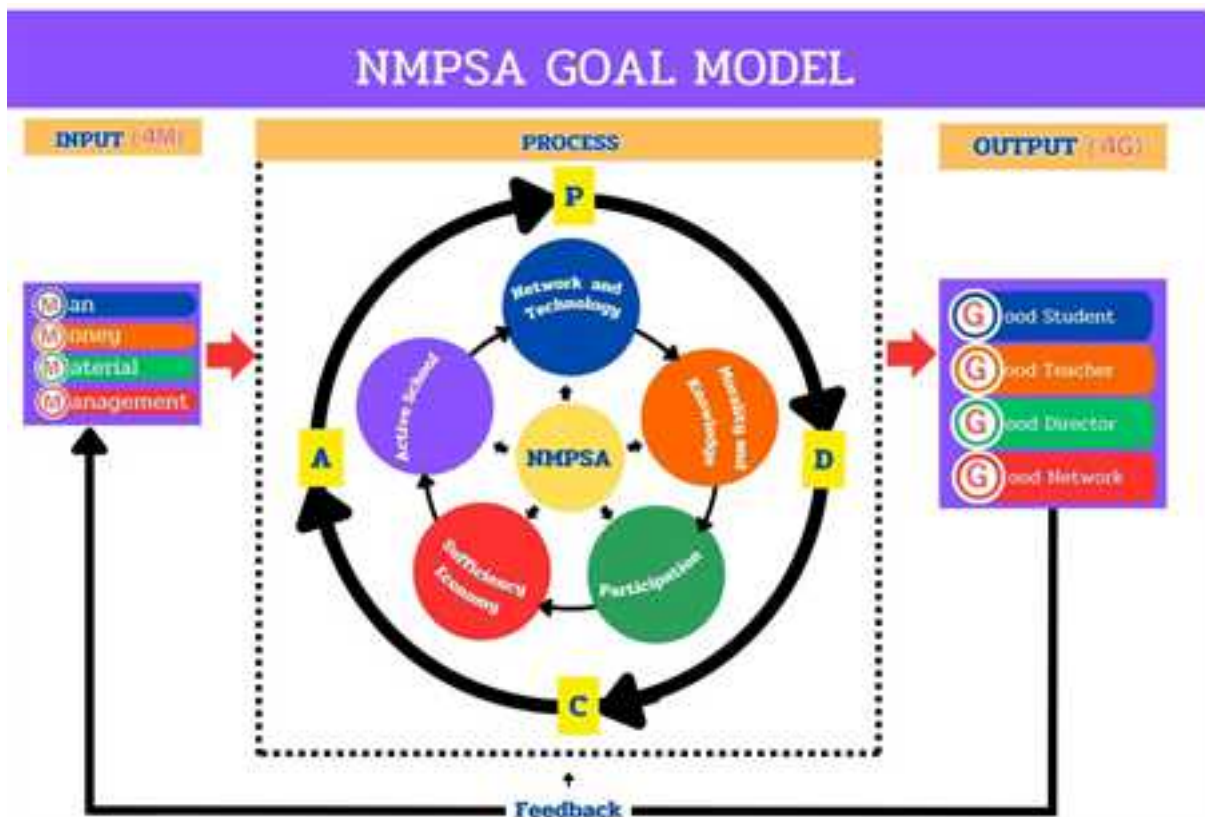 NMPSA GOAL MODEL
INPUT (4M)
PROCESS
OUTPUT (4G)
Man
Money
Material
Management
P
D
C
A
Network and
Technology
Morality and
Knowledge
Participation
Sufficiency
Economy
Active School
NMPSA
Good Student
Good Teacher
Good Director
Good Network
Feedback